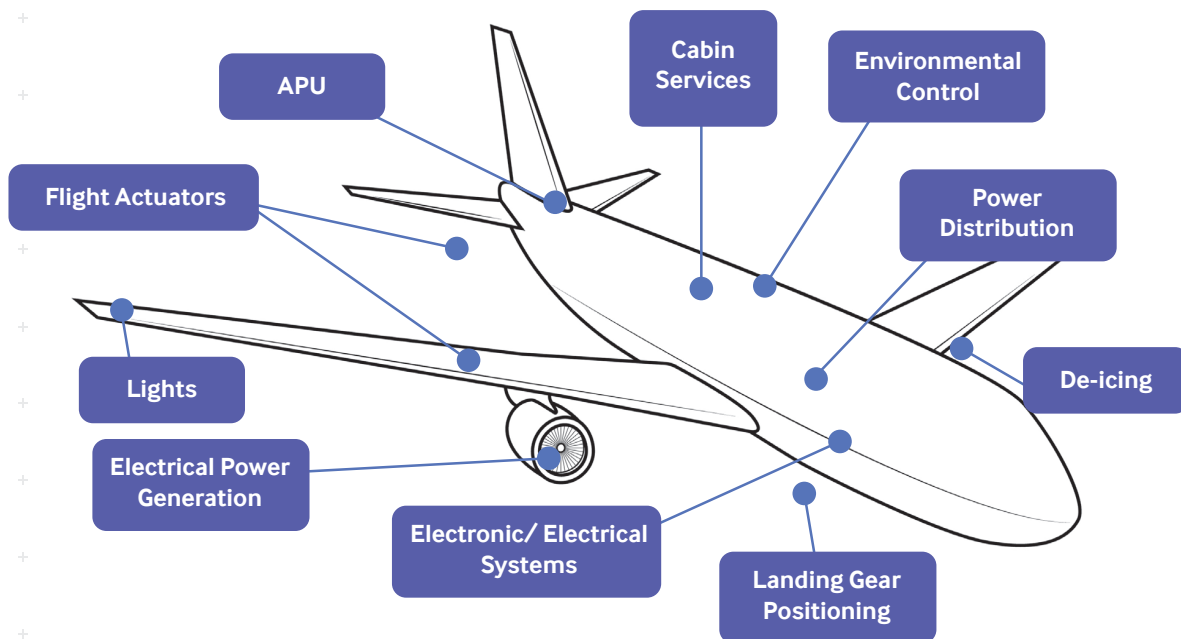 Cabin
Services
Environmental
Control
APU
Flight Actuators
Power
Distribution
Lights
De-icing
Electrical Power
Generation
Electronic/ Electrical
Systems
Landing Gear
Positioning